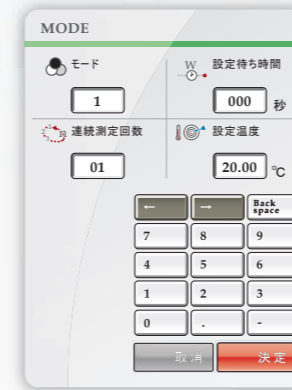 MODE
モード
1
W 設定待ち時間
000 秒
N 連続測定回数
01
設定温度
20.00 ℃
← → Back space
7 8 9
4 5 6
1 2 3
0 . -
取消 決定